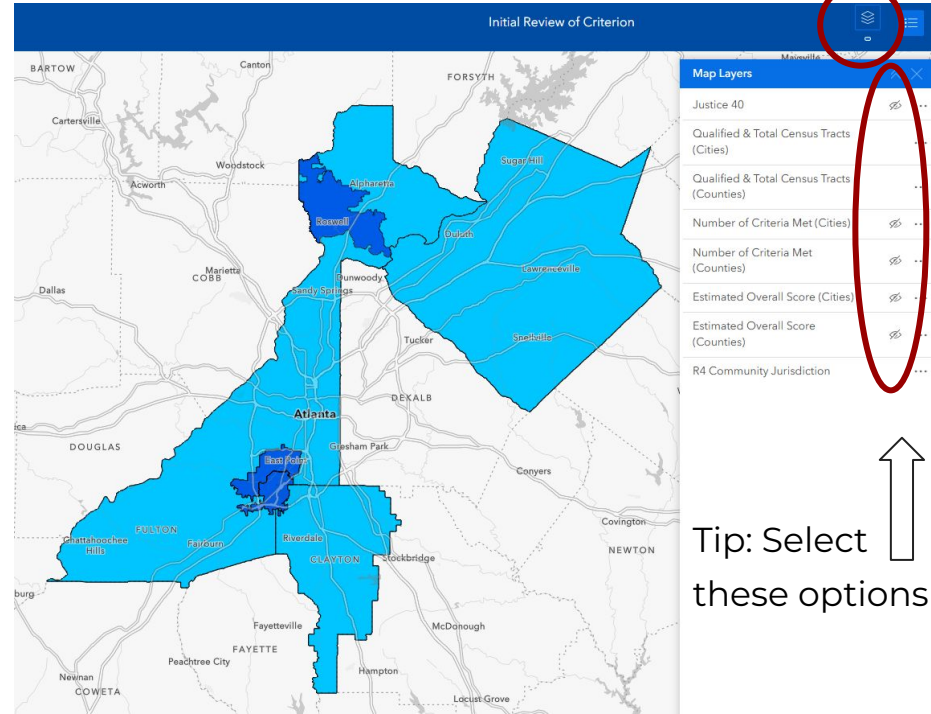 Initial Review of Criterion
Map Layers
Justice 40
Qualified & Total Census Tracts
(Cities)
Qualified & Total Census Tracts
(Counties)
Number of Criteria Met (Cities)
Number of Criteria Met
(Counties)
Estimated Overall Score (Cities)
Estimated Overall Score
(Counties)
R4 Community Jurisdiction
Tip: Select
these options
BARTOW
Canton
FORSYTH
Maysville
Cartersville
Woodstock
Sugar Hill
Acworth
Alpharetta
Roswell
Duluth
Marietta
COBB
Dunwoody
Lawrenceville
Dallas
Sandy Springs
Tucker
Snellville
DEKALB
Atlanta
DOUGLAS
Gresham Park
East Point
Conyers
Covington
FULTON
Chattahoochee
Hills
Fairburn
Riverdale
CLAYTON
Stockbridge
NEWTON
burg
Fayetteville
McDonough
FAYETTE
Peachtree City
Newnan
COWETA
Hampton
Locust Grove